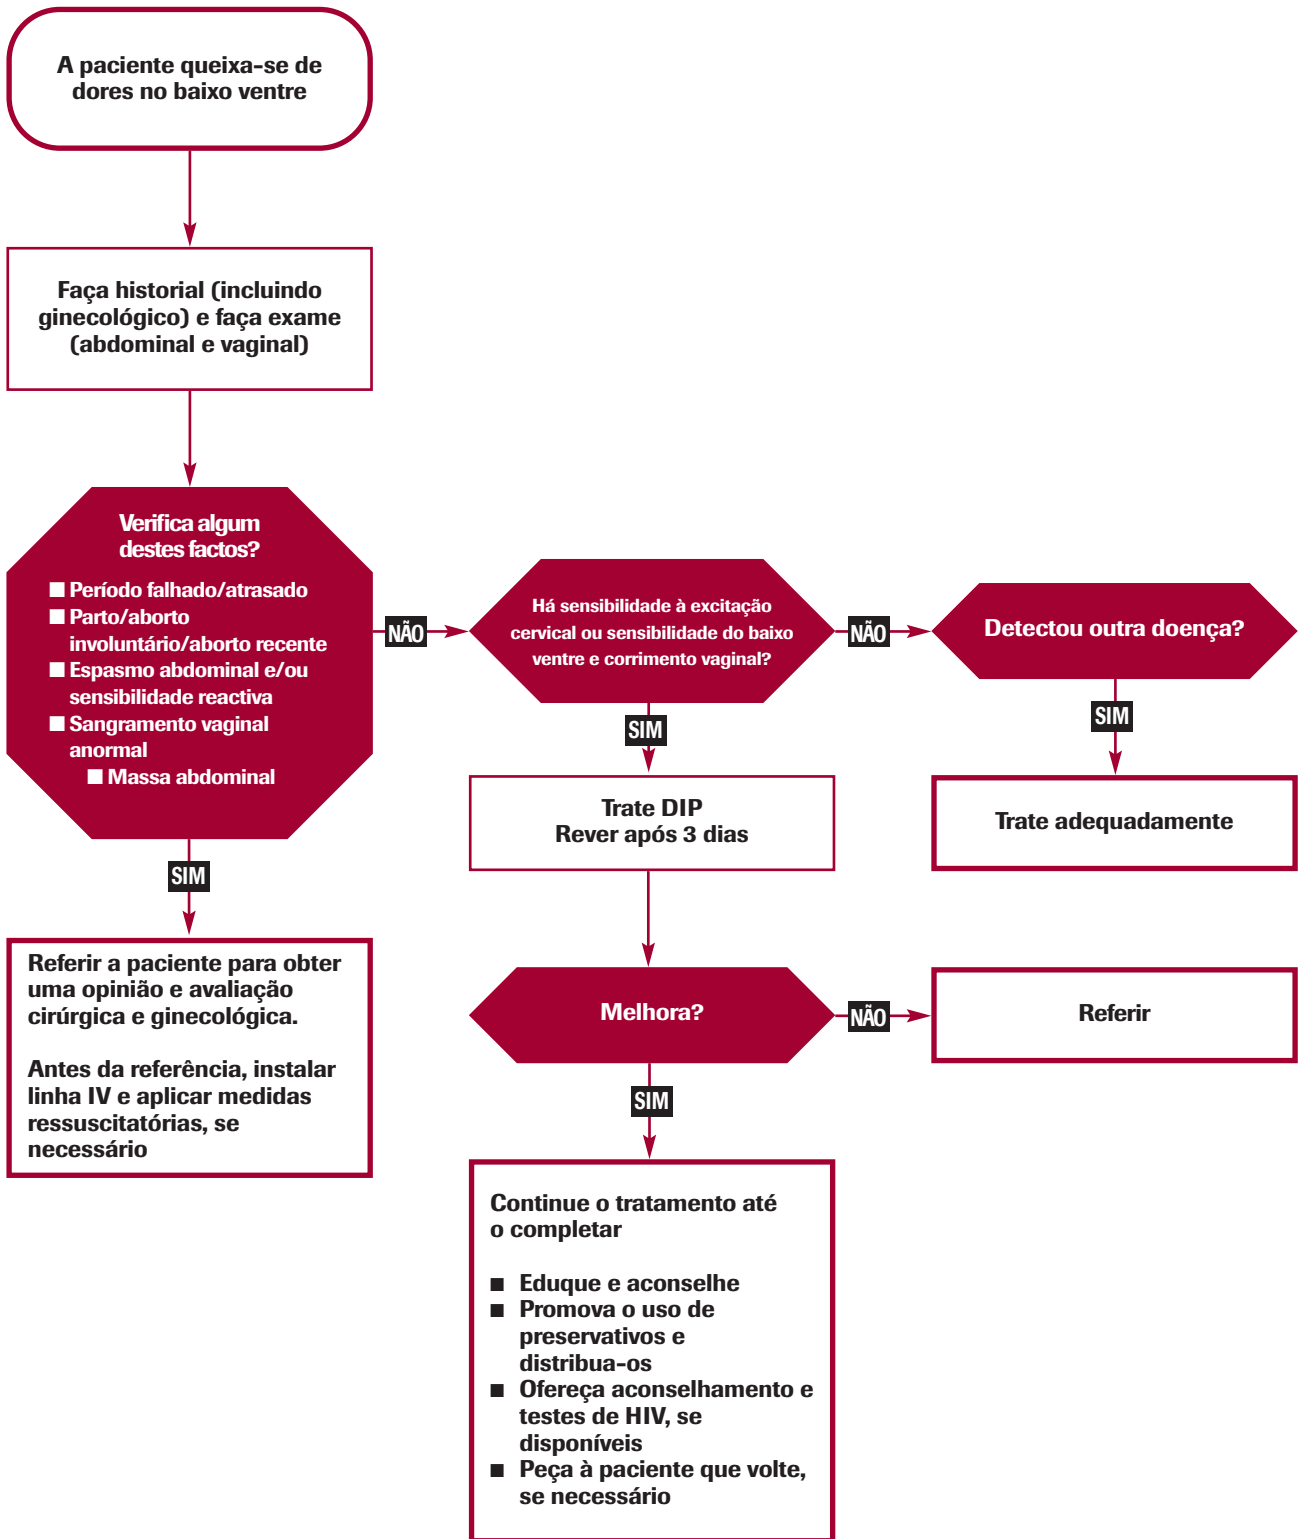 A paciente queixa-se de
dores no baixo ventre
Faça historial (incluindo
ginecológico) e faça exame
(abdominal e vaginal)
Verifica algum
destes factos?
■ Período falhado/atrasado
■ Parto/aborto
involuntário/aborto recente
■ Espasmo abdominal e/ou
sensibilidade reactiva
■ Sangramento vaginal
anormal
■ Massa abdominal
NÃO
Há sensibilidade à excitação
cervical ou sensibilidade do baixo
ventre e corrimento vaginal?
NÃO
Detectou outra doença?
SIM
SIM
Trate DIP
Rever após 3 dias
Trate adequadamente
SIM
Referir a paciente para obter
uma opinião e avaliação
cirúrgica e ginecológica.
Antes da referência, instalar
linha IV e aplicar medidas
ressuscitatórias, se
necessário
Melhora?
NÃO
Referir
SIM
Continue o tratamento até
o completar
■ Eduque e aconselhe
■ Promova o uso de
preservativos e
distribua-os
■ Ofereça aconselhamento e
testes de HIV, se
disponíveis
■ Peça à paciente que volte,
se necessário